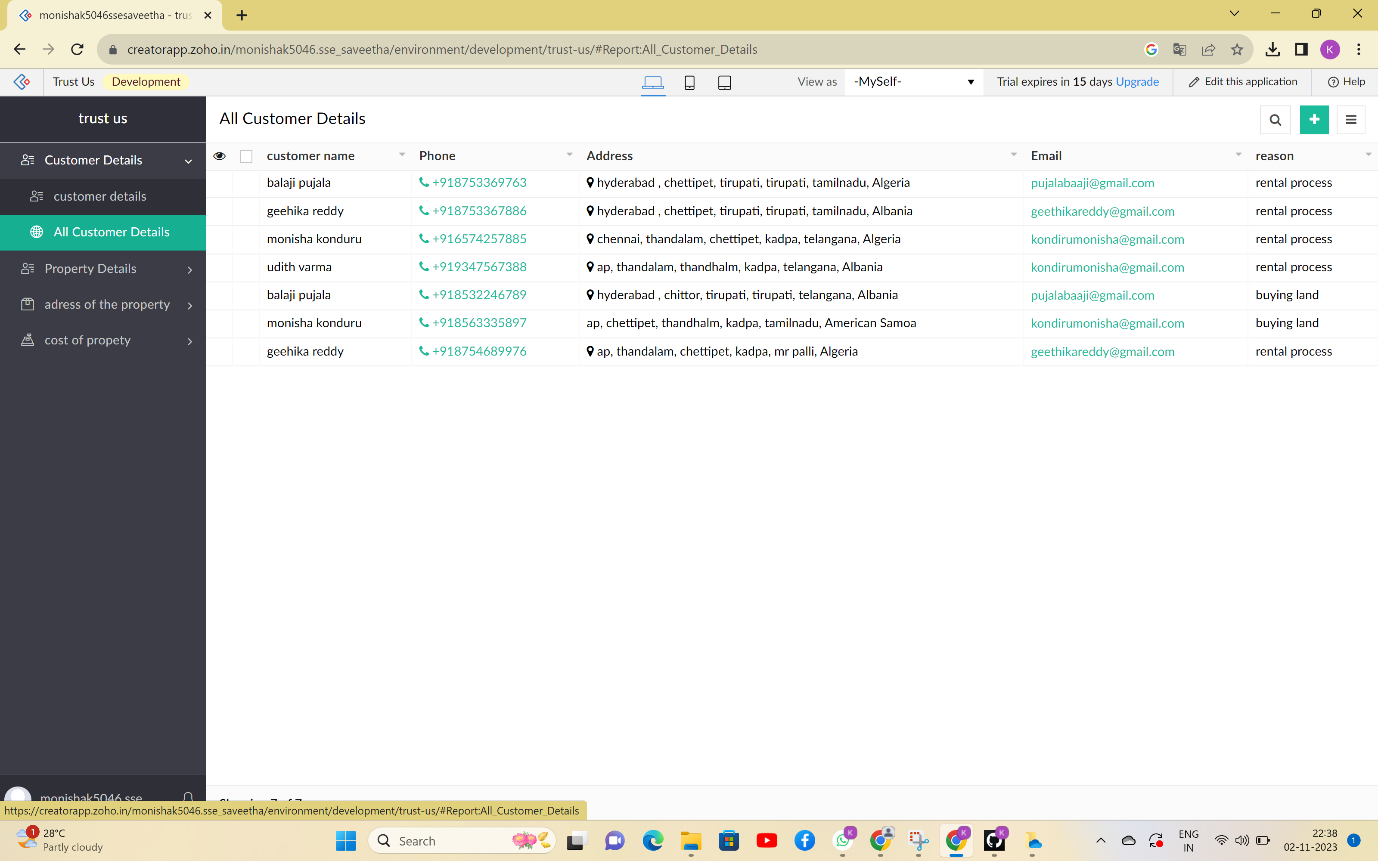 monishak5046ssesaveetha - trus
creatorapp.zoho.in/monishak5046.sse_saveetha/environment/development/trust-us/#Report:All_Customer_Details
K
Trust Us Development View as -MySelf- Trial expires in 15 days Upgrade Edit this application Help
trust us
Customer Details
customer details
All Customer Details
Property Details
adress of the property
cost of propety
monishak5046.sse
All Customer Details
customer name Phone Address Email reason
balaji pujala +918753369763 hyderabad , chettipet, tirupati, tirupati, tamilnadu, Algeria pujalabaaji@gmail.com rental process
geehika reddy +918753367886 hyderabad , chettipet, tirupati, tirupati, tamilnadu, Albania geethikareddy@gmail.com rental process
monisha konduru +916574257885 chennai, thandalam, chettipet, kadpa, telangana, Algeria kondirumonisha@gmail.com rental process
udith varma +919347567388 ap, thandalam, thandhalm, kadpa, telangana, Albania kondirumonisha@gmail.com rental process
balaji pujala +918532246789 hyderabad , chittor, tirupati, tirupati, telangana, Albania pujalabaaji@gmail.com buying land
monisha konduru +918563335897 ap, chettipet, thandhalm, kadpa, tamilnadu, American Samoa kondirumonisha@gmail.com buying land
geehika reddy +918754689976 ap, thandalam, chettipet, kadpa, mr palli, Algeria geethikareddy@gmail.com rental process
https://creatorapp.zoho.in/monishak5046.sse_saveetha/environment/development/trust-us/#Report:All_Customer_Details
1 28°C
Partly cloudy
Search
K
K
K
ENG
IN
22:38
02-11-2023
1